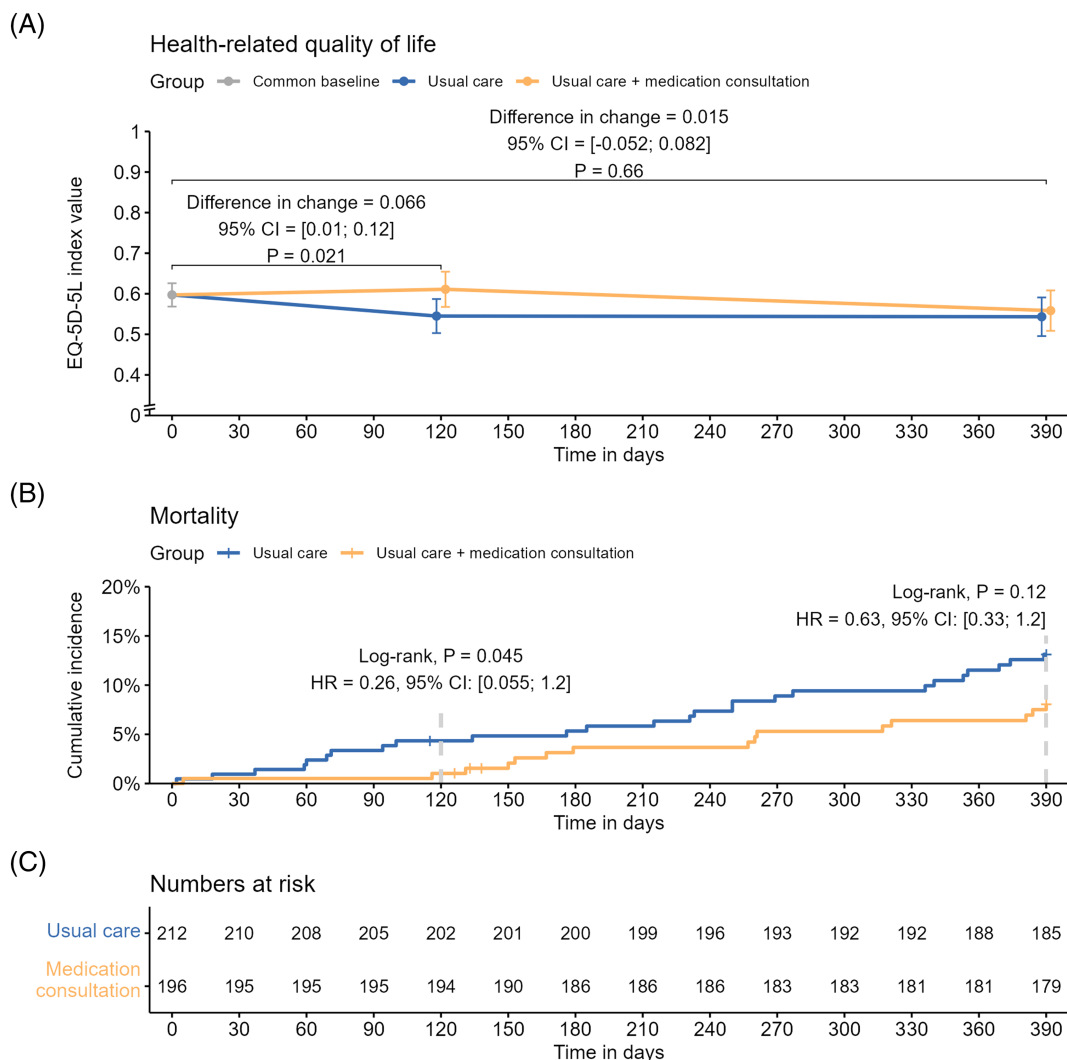 (A)
Health-related quality of life
Group Common baseline Usual care Usual care + medication consultation
Difference in change = 0.015
95% CI = [-0.052; 0.082]
P = 0.66
Difference in change = 0.066
95% CI = [0.01; 0.12]
P = 0.021
EQ-5D-5L index value
1
0.9
0.8
0.7
0.6
0.5
0.4
0
0 30 60 90 120 150 180 210 240 270 300 330 360 390
Time in days
(B)
Mortality
Group Usual care Usual care + medication consultation
Log-rank, P = 0.12
HR = 0.63, 95% CI: [0.33; 1.2]
Log-rank, P = 0.045
HR = 0.26, 95% CI: [0.055; 1.2]
Cumulative incidence
20%
15%
10%
5%
0%
0 30 60 90 120 150 180 210 240 270 300 330 360 390
Time in days
(C)
Numbers at risk
Usual care 212 210 208 205 202 201 200 199 196 193 192 192 188 185
Medication
consultation 196 195 195 195 194 190 186 186 186 183 183 181 181 179
0 30 60 90 120 150 180 210 240 270 300 330 360 390
Time in days